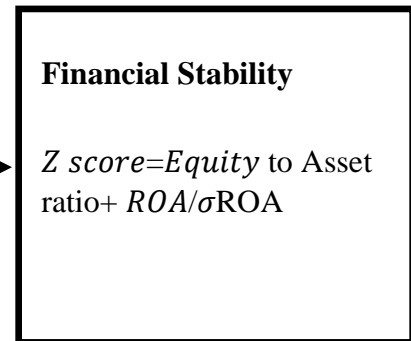 Financial Stability
Z score=Equity to Asset
ratio+ ROA/σROA